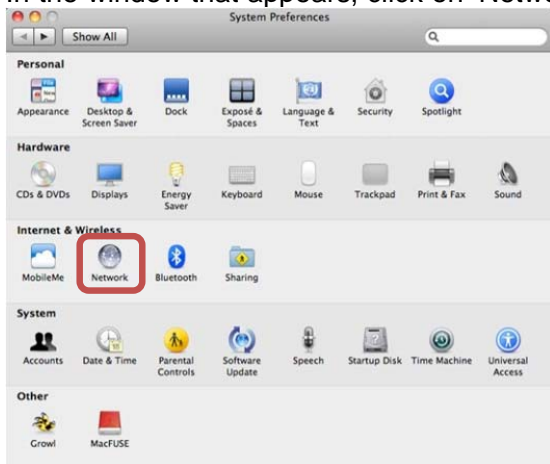 In the window that appears, click on 'Netwo
System Preferences
Show All
Personal
Appearance Desktop & Screen Saver Dock Exposé & Spaces Language & Text Security Spotlight
Hardware
CDs & DVDs Displays Energy Saver Keyboard Mouse Trackpad Print & Fax Sound
Internet & Wireless
MobileMe Network Bluetooth Sharing
System
Accounts Date & Time Parental Controls Software Update Speech Startup Disk Time Machine Universal Access
Other
Growl MacFUSE